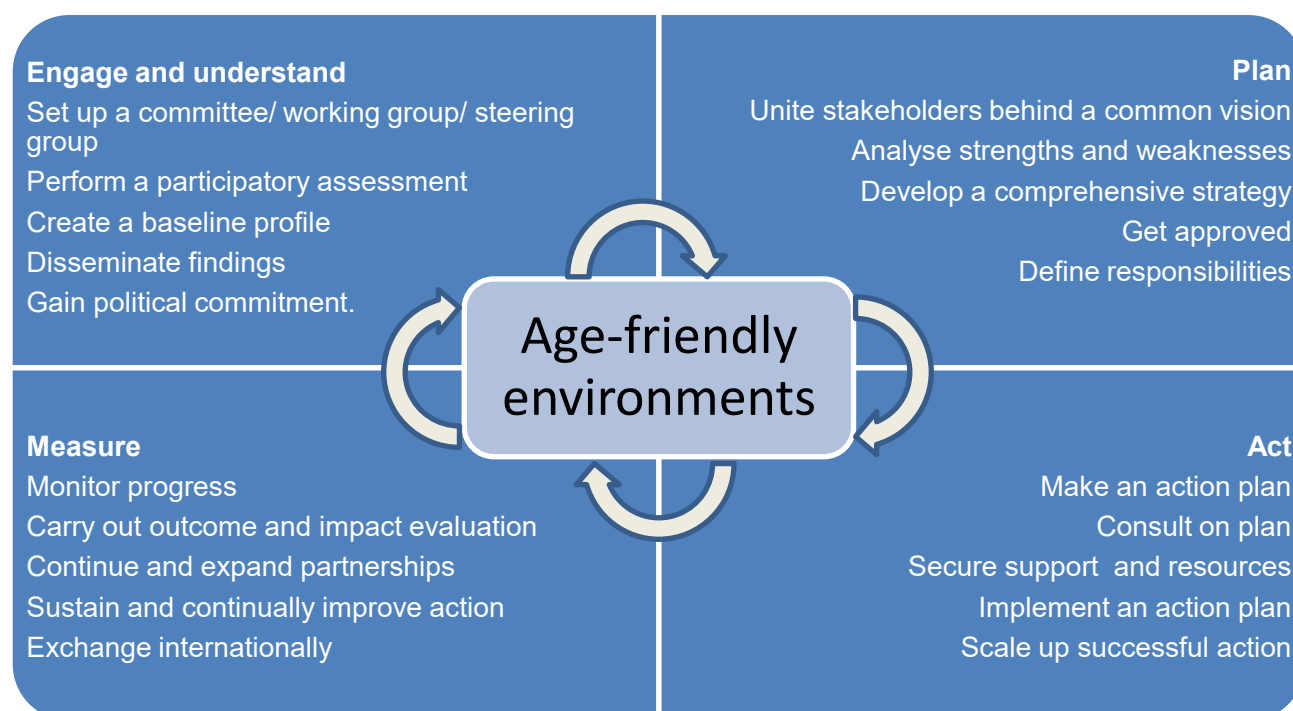 Engage and understand
Set up a committee/ working group/ steering
group
Perform a participatory assessment
Create a baseline profile
Disseminate findings
Gain political commitment.
Plan
Unite stakeholders behind a common vision
Analyse strengths and weaknesses
Develop a comprehensive strategy
Get approved
Define responsibilities
Age-friendly
environments
Measure
Monitor progress
Carry out outcome and impact evaluation
Continue and expand partnerships
Sustain and continually improve action
Exchange internationally
Act
Make an action plan
Consult on plan
Secure support  and resources
Implement an action plan
Scale up successful action